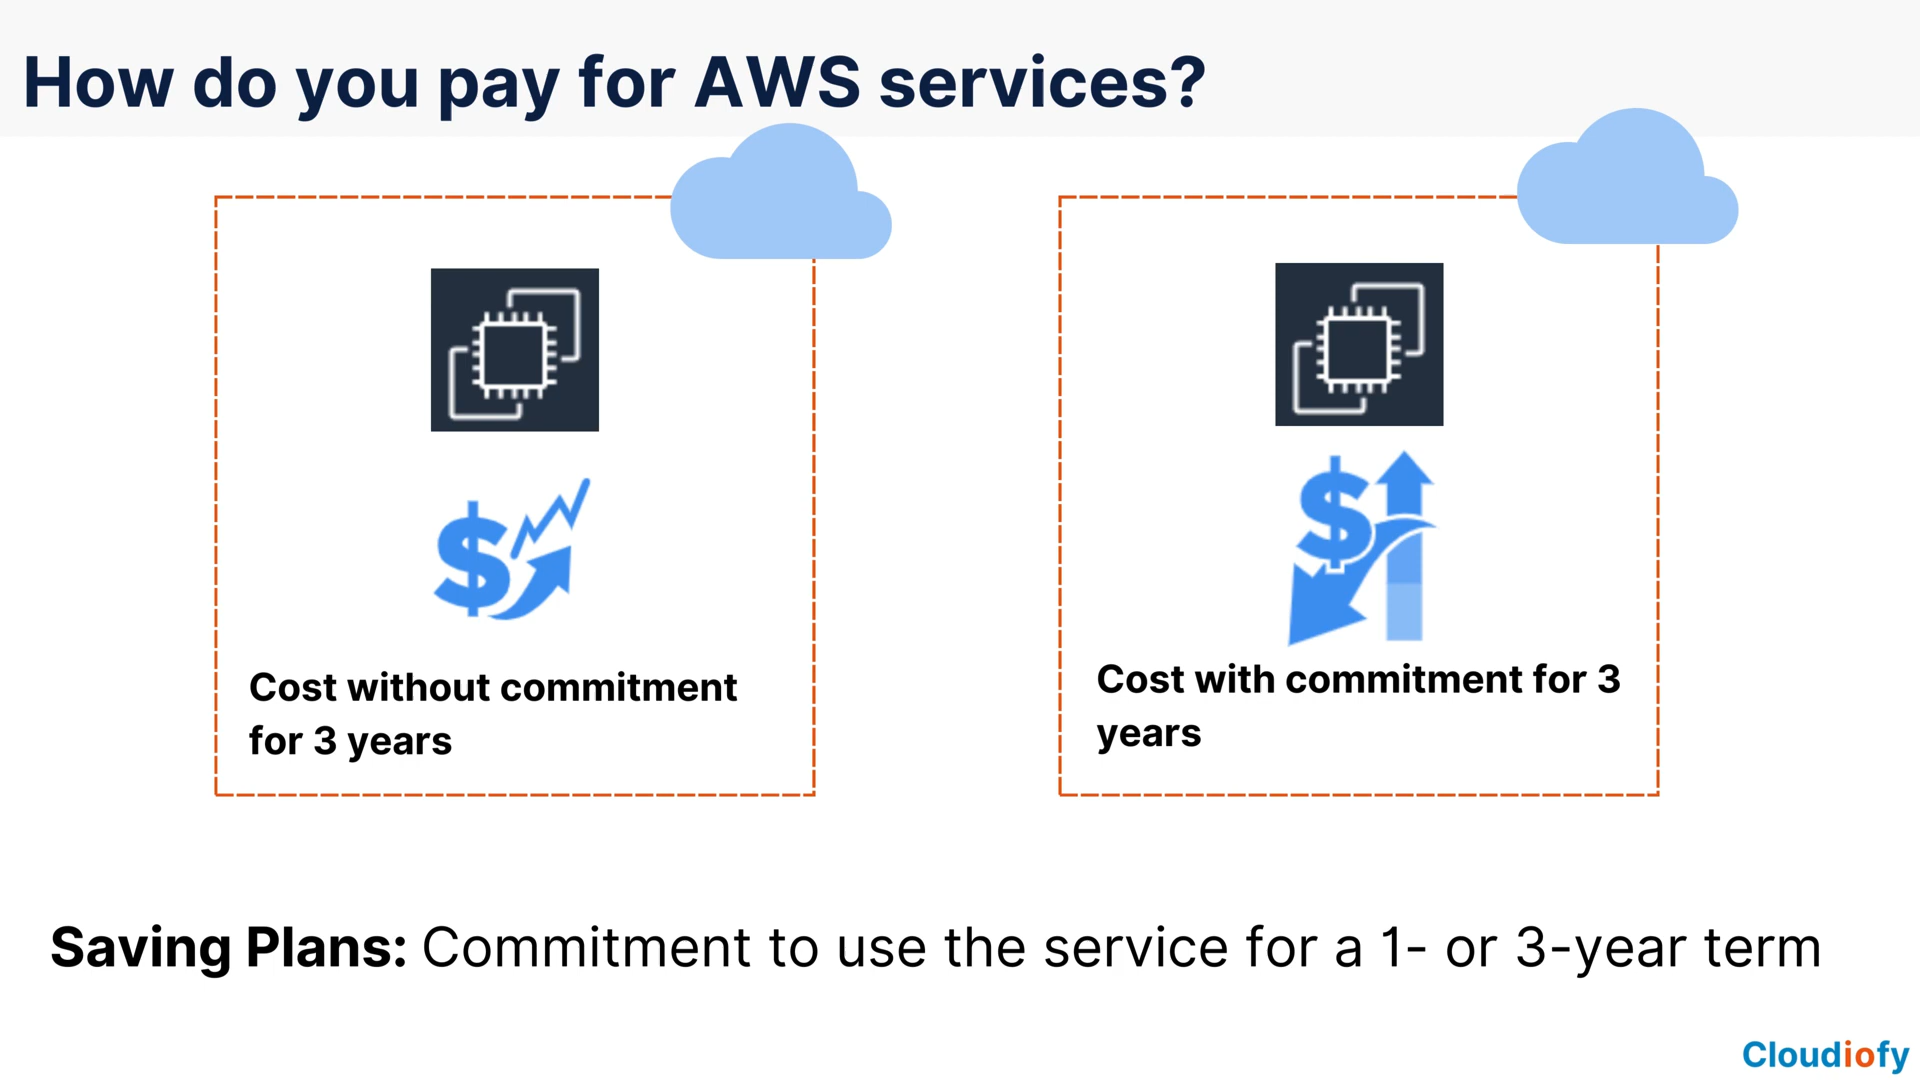 How do you pay for AWS services?
Cost without commitment
for 3 years
Cost with commitment for 3
years
Saving Plans: Commitment to use the service for a 1- or 3-year term
Cloudiofy